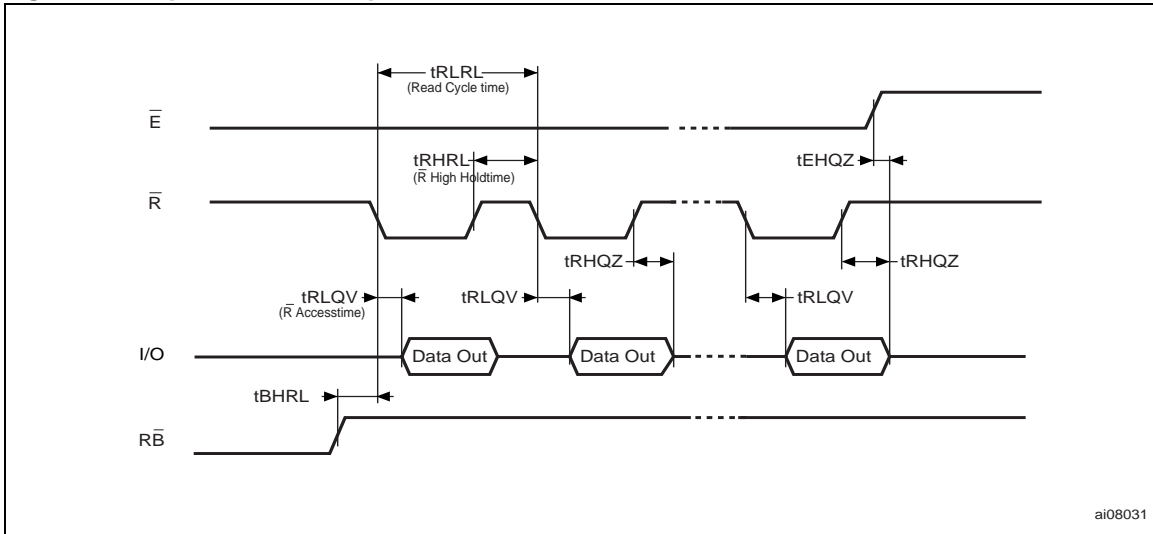 tRLRL
(Read Cycle time)
E̅
tRHRL
(R̅ High Holdtime)
tEHQZ
R̅
tRHQZ
tRHQZ
tRLQV
(R̅ Accesstime)
tRLQV
tRLQV
I/O
Data Out
Data Out
Data Out
tBHRL
RB̅
ai08031